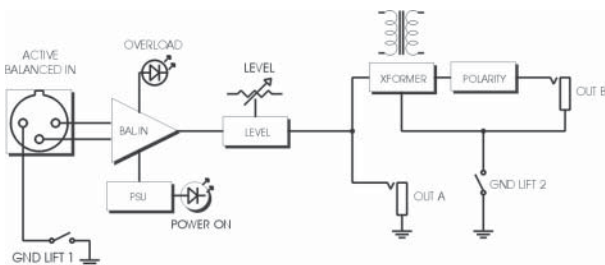 ACTIVE
BALANCED IN
OVERLOAD
LEVEL
BAL IN
LEVEL
XFORMER
POLARITY
OUT B
PSU
POWER ON
OUT A
GND LIFT 2
GND LIFT 1